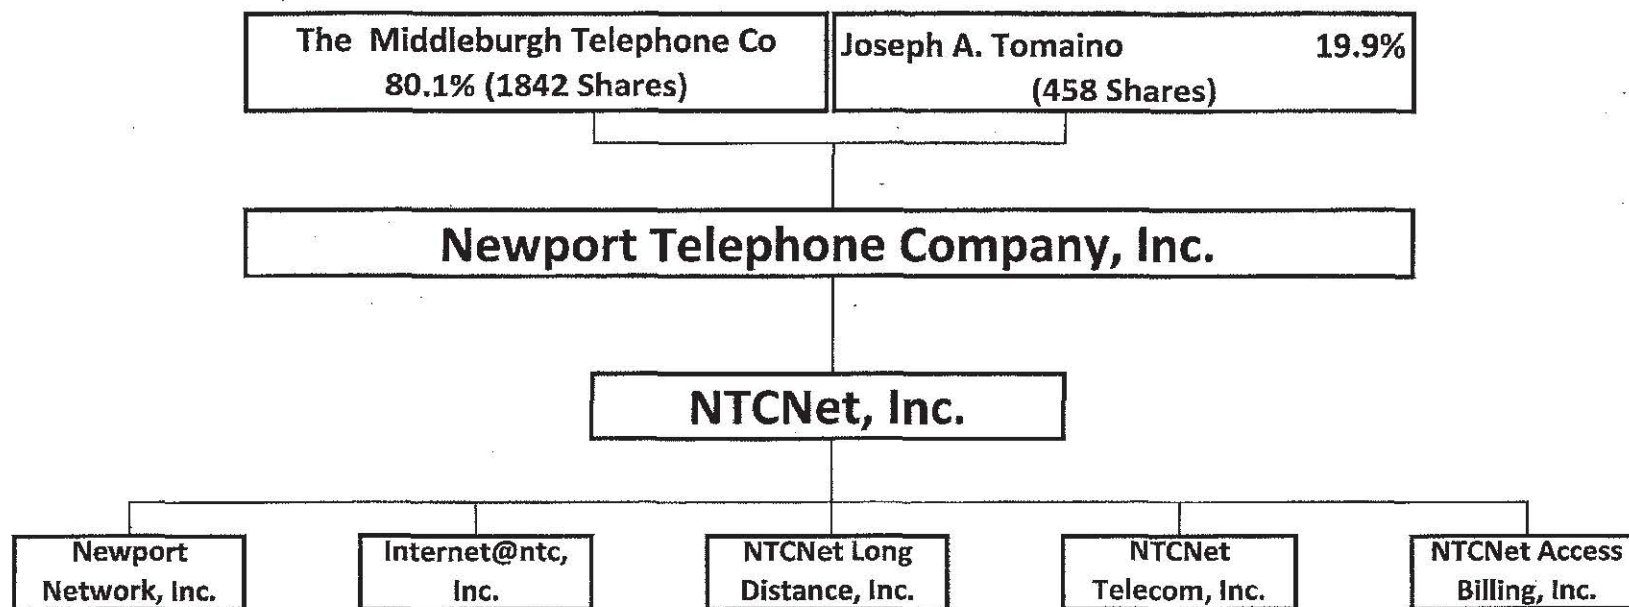 The Middleburgh Telephone Co
80.1% (1842 Shares)
Joseph A. Tomaino 19.9%
(458 Shares)
Newport Telephone Company, Inc.
NTCNet, Inc.
Newport
Network, Inc.
Internet@ntc,
Inc.
NTCNet Long
Distance, Inc.
NTCNet
Telecom, Inc.
NTCNet Access
Billing, Inc.